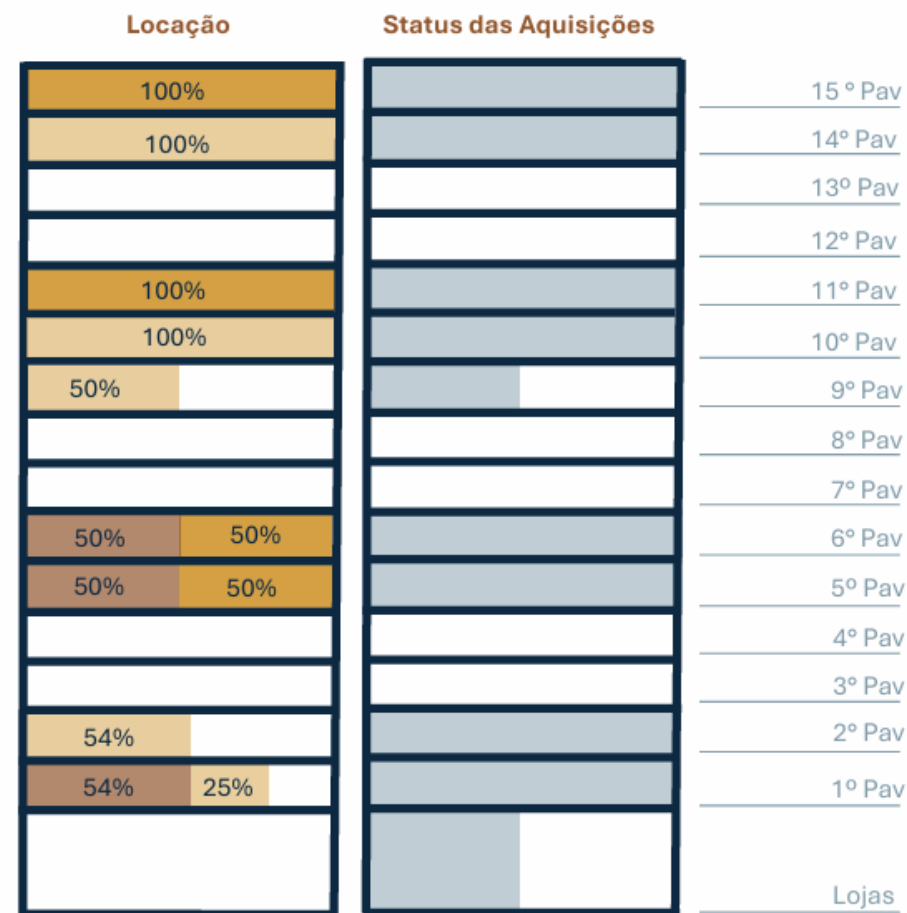 Locação
Status das Aquisições
100%
15 º Pav
100%
14º Pav
13º Pav
12º Pav
100%
11º Pav
100%
10º Pav
50%
9º Pav
8º Pav
7º Pav
50% 50%
6º Pav
50% 50%
5º Pav
4º Pav
3º Pav
54%
2º Pav
54% 25%
1º Pav
Lojas